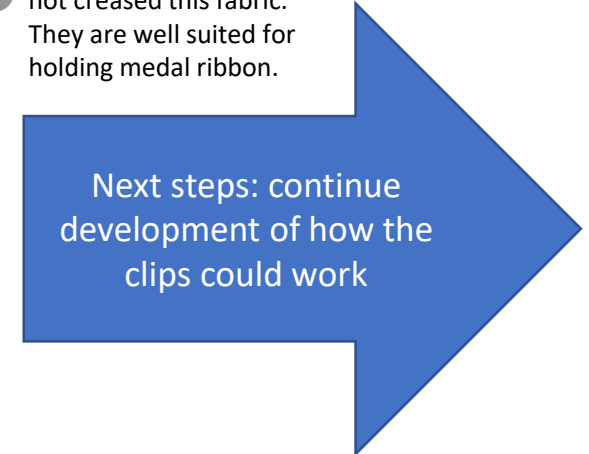 not creased this fabric.
They are well suited for
holding medal ribbon.
Next steps: continue
development of how the
clips could work